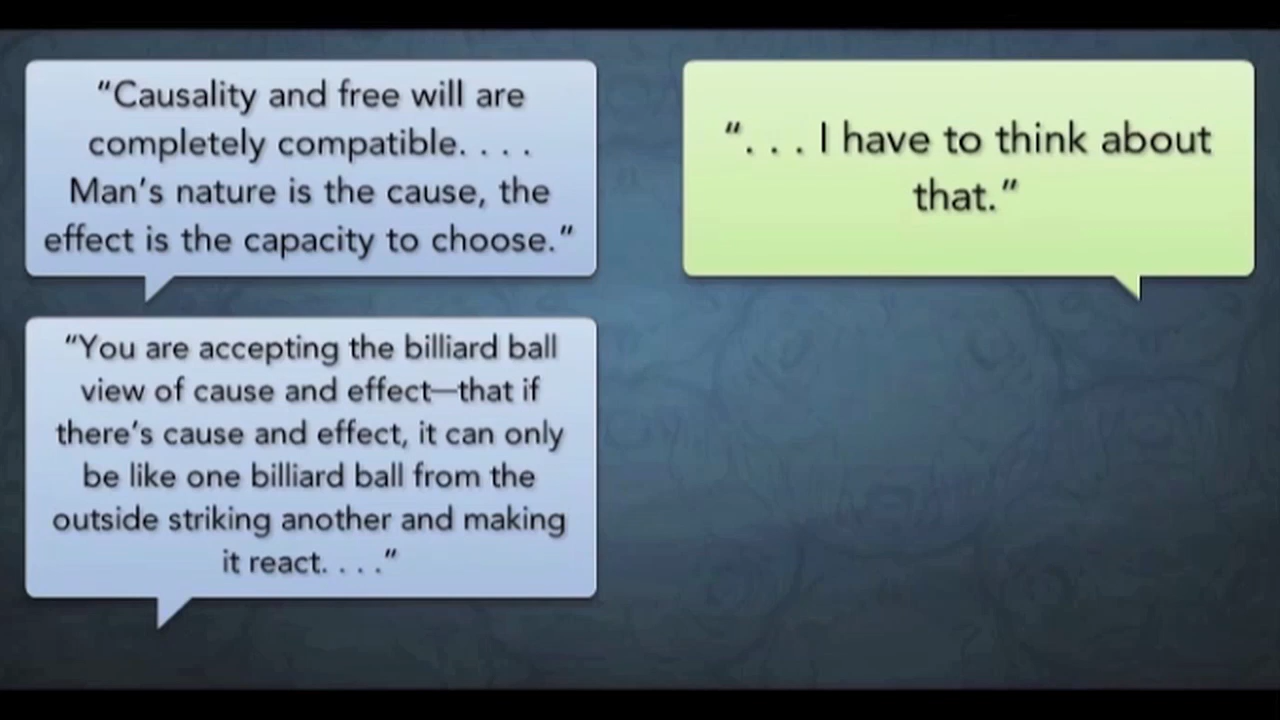 “Causality and free will are
completely compatible. . . .
Man’s nature is the cause, the
effect is the capacity to choose.”
“. . . I have to think about
that.”
“You are accepting the billiard ball
view of cause and effect—that if
there’s cause and effect, it can only
be like one billiard ball from the
outside striking another and making
it react. . . .”